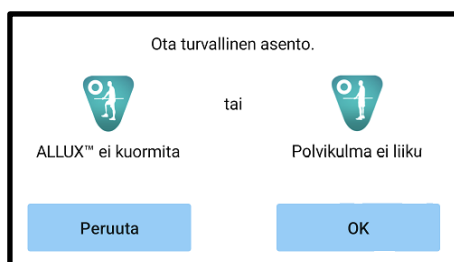 Ota turvallinen asento.
tai
ALLUX™ ei kuormita
Polvikulma ei liiku
Peruuta
OK